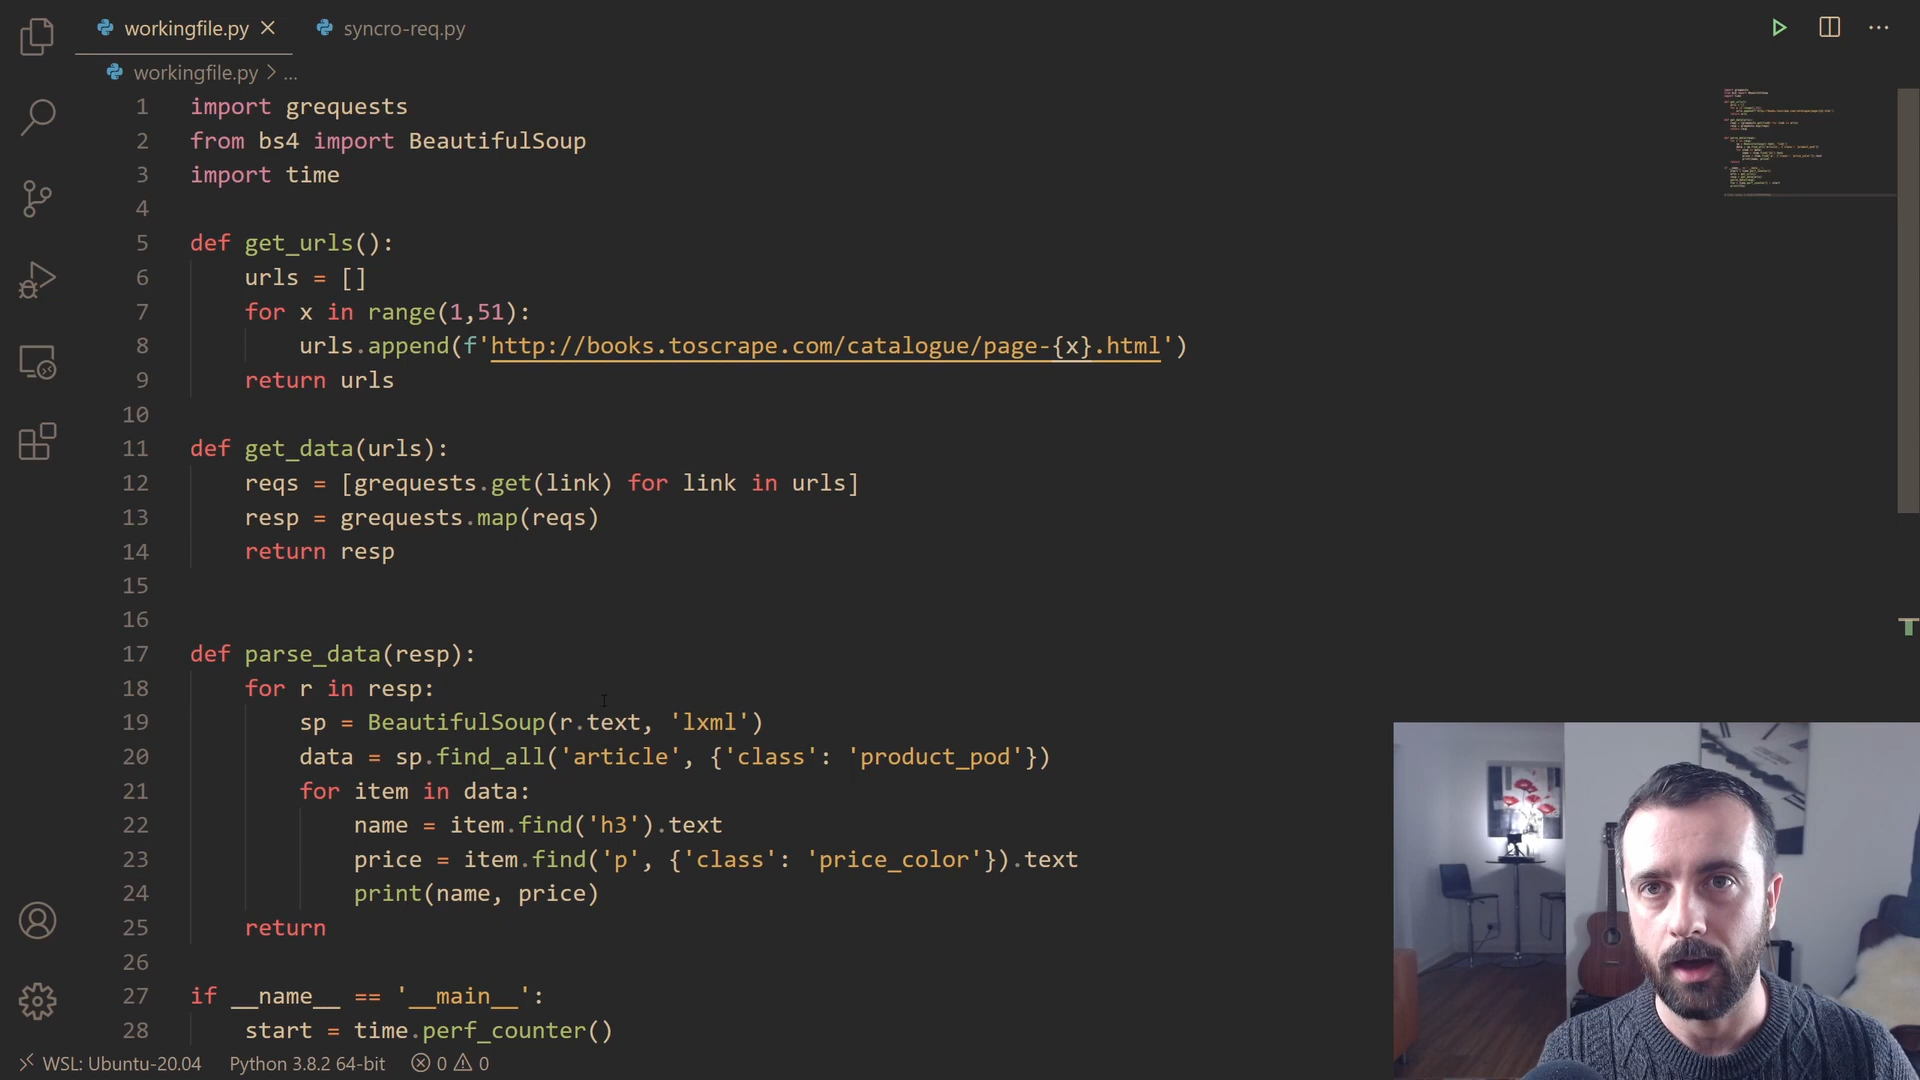 workingfile.py
syncro-req.py
workingfile.py > ...
1 import grequests
2 from bs4 import BeautifulSoup
3 import time
4
5 def get_urls():
6 urls = []
7 for x in range(1,51):
8 urls.append(f'http://books.toscrape.com/catalogue/page-{x}.html')
9 return urls
10
11 def get_data(urls):
12 reqs = [grequests.get(link) for link in urls]
13 resp = grequests.map(reqs)
14 return resp
15
16
17 def parse_data(resp):
18 for r in resp:
19 sp = BeautifulSoup(r.text, 'lxml')
20 data = sp.find_all('article', {'class': 'product_pod'})
21 for item in data:
22 name = item.find('h3').text
23 price = item.find('p', {'class': 'price_color'}).text
24 print(name, price)
25 return
26
27 if __name__ == '__main__':
28 start = time.perf_counter()
WSL: Ubuntu-20.04 Python 3.8.2 64-bit 0 0